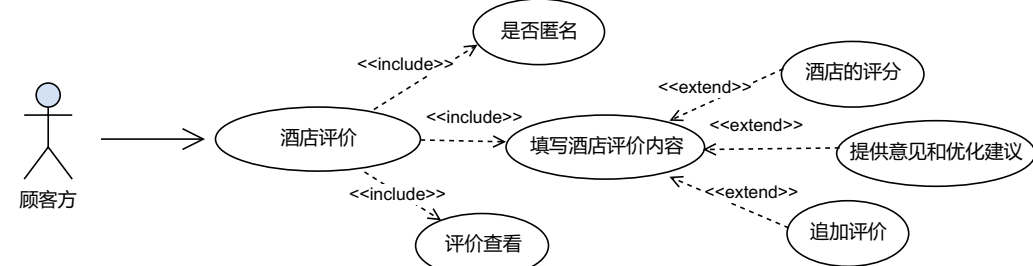 是否匿名
<<include>>
酒店的评分
<<extend>>
酒店评价
<<include>>
填写酒店评价内容
<<extend>>
提供意见和优化建议
顾客方
<<include>>
<<extend>>
评价查看
追加评价